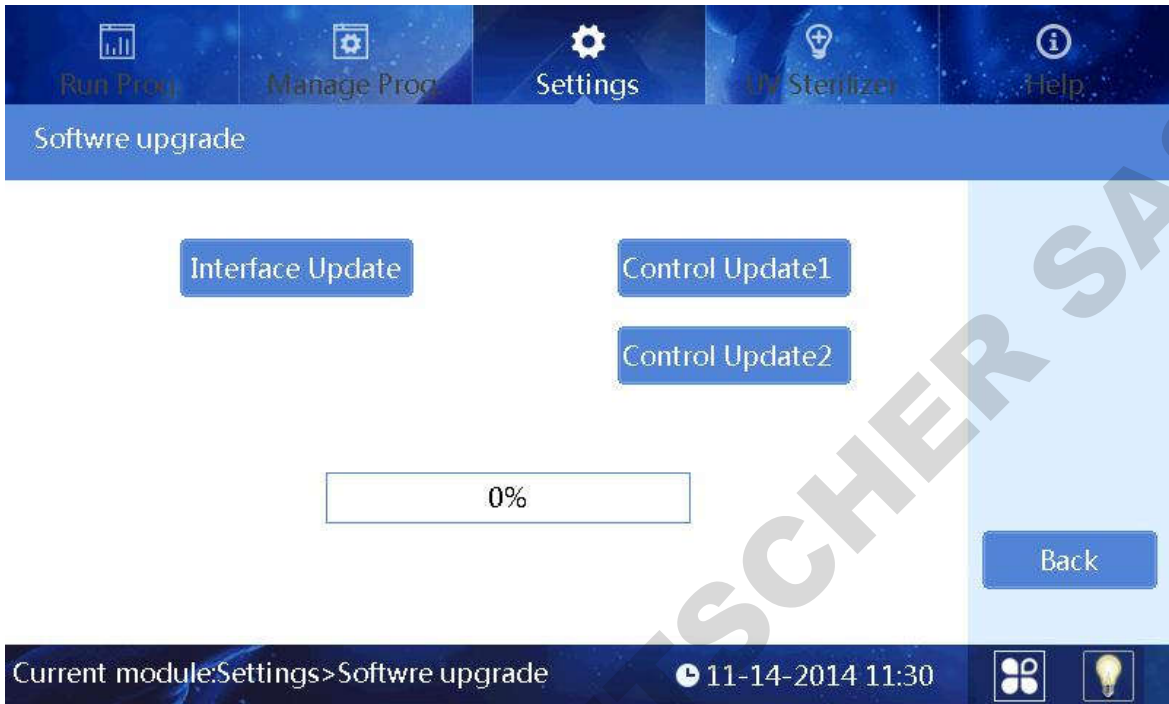 Run Prog.
Manage Prog.
Settings
UV Sterilizer
Help
Softwre upgrade
Interface Update
Control Update1
Control Update2
0%
Back
Current module:Settings>Softwre upgrade
11-14-2014 11:30